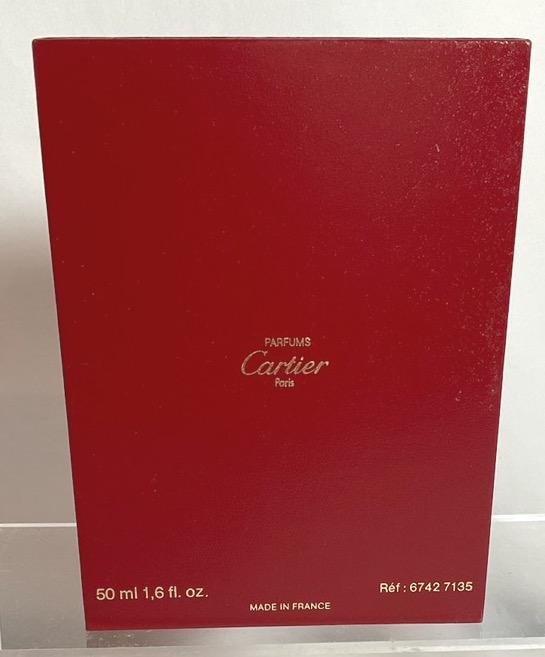 PARFUMS
Cartier
Paris
50 ml 1,6 fl. oz.
Réf : 6742 7135
MADE IN FRANCE